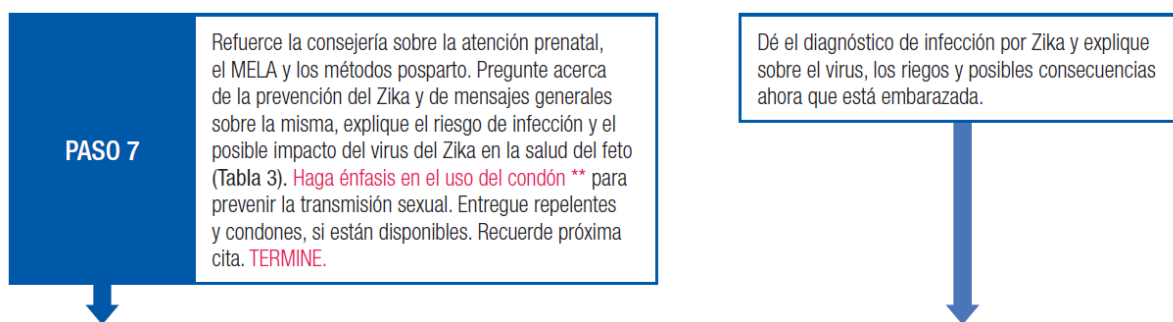 PASO 7
Refuerce la consejería sobre la atención prenatal,
el MELA y los métodos posparto. Pregunte acerca
de la prevención del Zika y de mensajes generales
sobre la misma, explique el riesgo de infección y el
posible impacto del virus del Zika en la salud del feto
(Tabla 3). Haga énfasis en el uso del condón ** para
prevenir la transmisión sexual. Entregue repelentes
y condones, si están disponibles. Recuerde próxima
cita. TERMINE.
Dé el diagnóstico de infección por Zika y explique
sobre el virus, los riegos y posibles consecuencias
ahora que está embarazada.